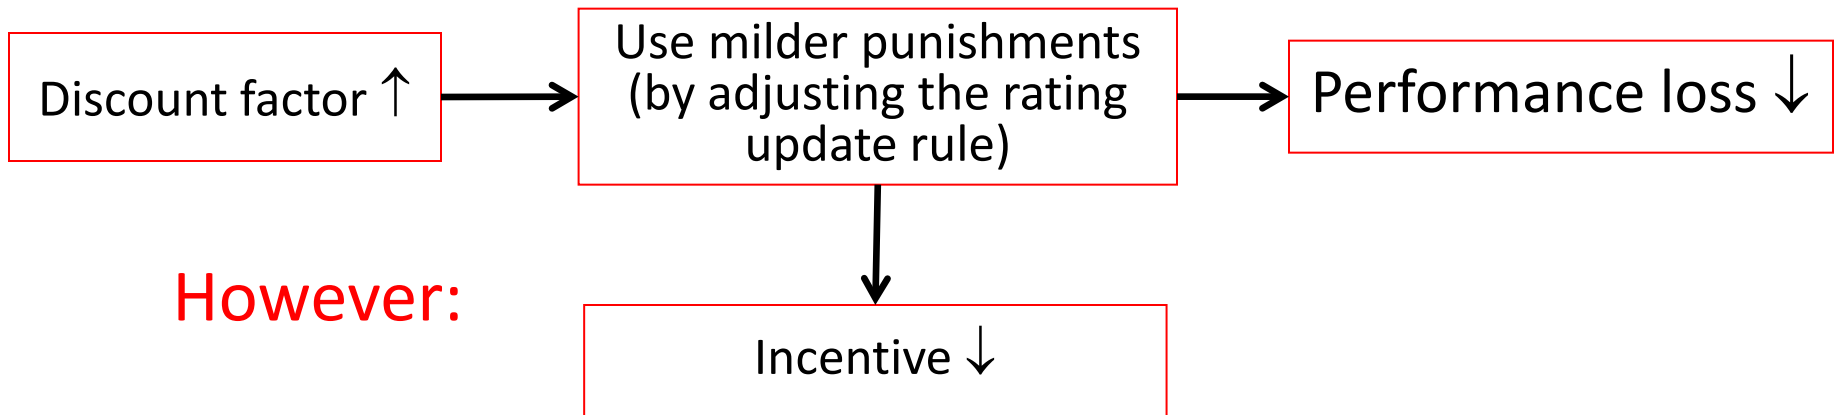 Discount factor ↑
Use milder punishments
(by adjusting the rating
update rule)
Performance loss ↓
However:
Incentive ↓